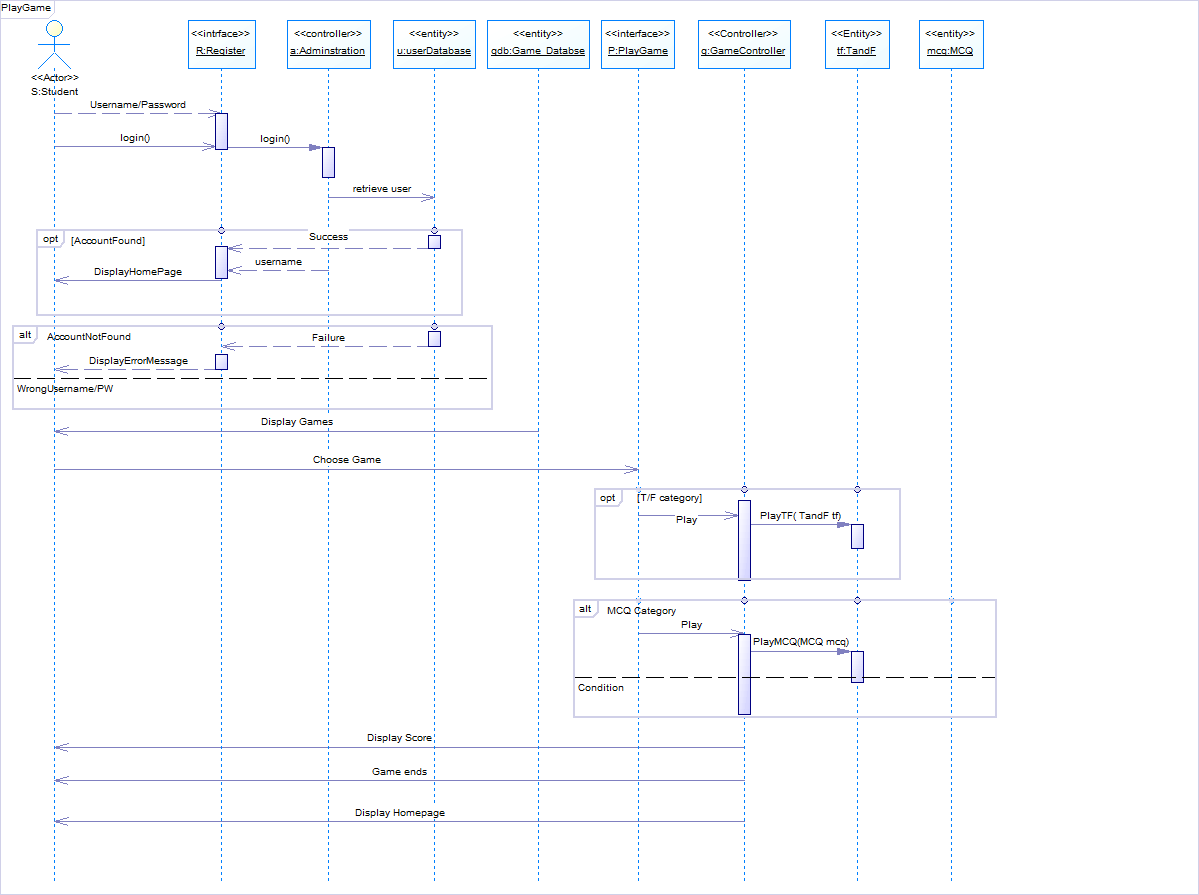 PlayGame
<<Actor>>
S:Student
<<intrface>>
R:Register
<<controller>>
a:Adminstration
<<entity>>
u:userDatabase
<<entity>>
gdb:Game_Databse
<<interface>>
P:PlayGame
<<Controller>>
g:GameController
<<Entity>>
tf:TandF
<<entity>>
mcq:MCQ
Username/Password
login()
login()
retrieve user
opt
[AccountFound]
Success
username
DisplayHomePage
alt
AccountNotFound
Failure
DisplayErrorMessage
WrongUsername/PW
Display Games
Choose Game
opt
[T/F category]
Play
PlayTF( TandF tf)
alt
MCQ Category
Play
PlayMCQ(MCQ mcq)
Condition
Display Score
Game ends
Display Homepage